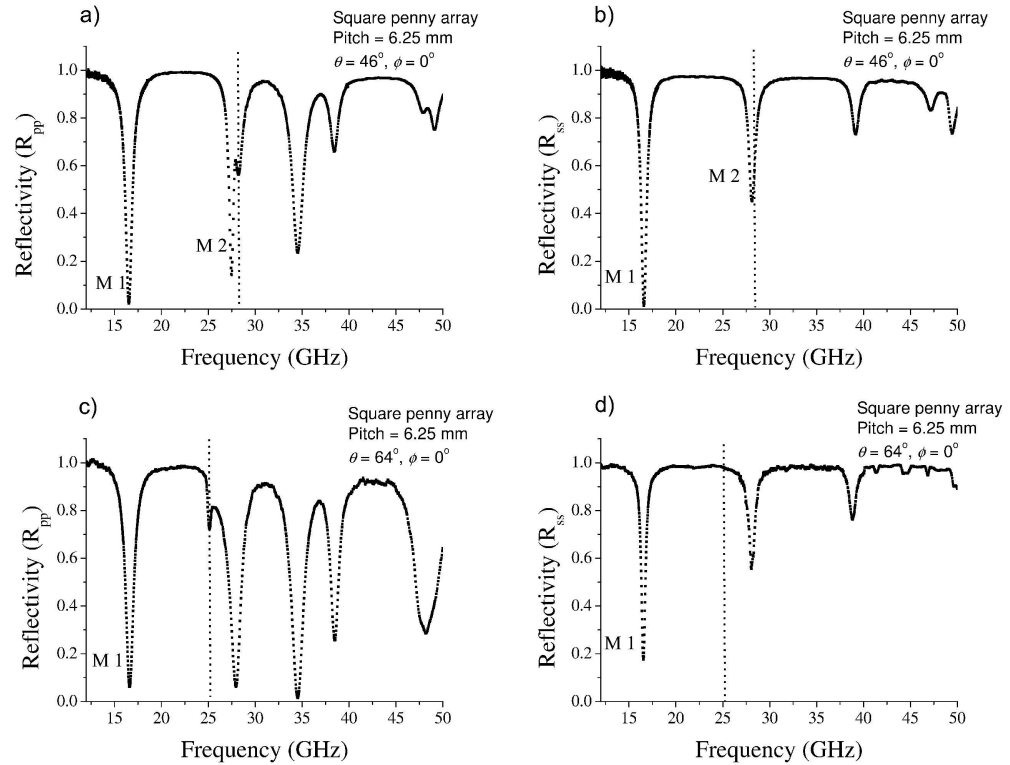 a)
Square penny array
Pitch = 6.25 mm
θ = 46°, ϕ = 0°
Reflectivity (Rpp)
1.0
0.8
0.6
0.4
0.2
0.0
M 1
M 2
15 20 25 30 35 40 45 50
Frequency (GHz)
b)
Square penny array
Pitch = 6.25 mm
θ = 46°, ϕ = 0°
Reflectivity (Rss)
1.0
0.8
0.6
0.4
0.2
0.0
M 1
M 2
15 20 25 30 35 40 45 50
Frequency (GHz)
c)
Square penny array
Pitch = 6.25 mm
θ = 64°, ϕ = 0°
Reflectivity (Rpp)
1.0
0.8
0.6
0.4
0.2
0.0
M 1
15 20 25 30 35 40 45 50
Frequency (GHz)
d)
Square penny array
Pitch = 6.25 mm
θ = 64°, ϕ = 0°
Reflectivity (Rss)
1.0
0.8
0.6
0.4
0.2
0.0
M 1
15 20 25 30 35 40 45 50
Frequency (GHz)